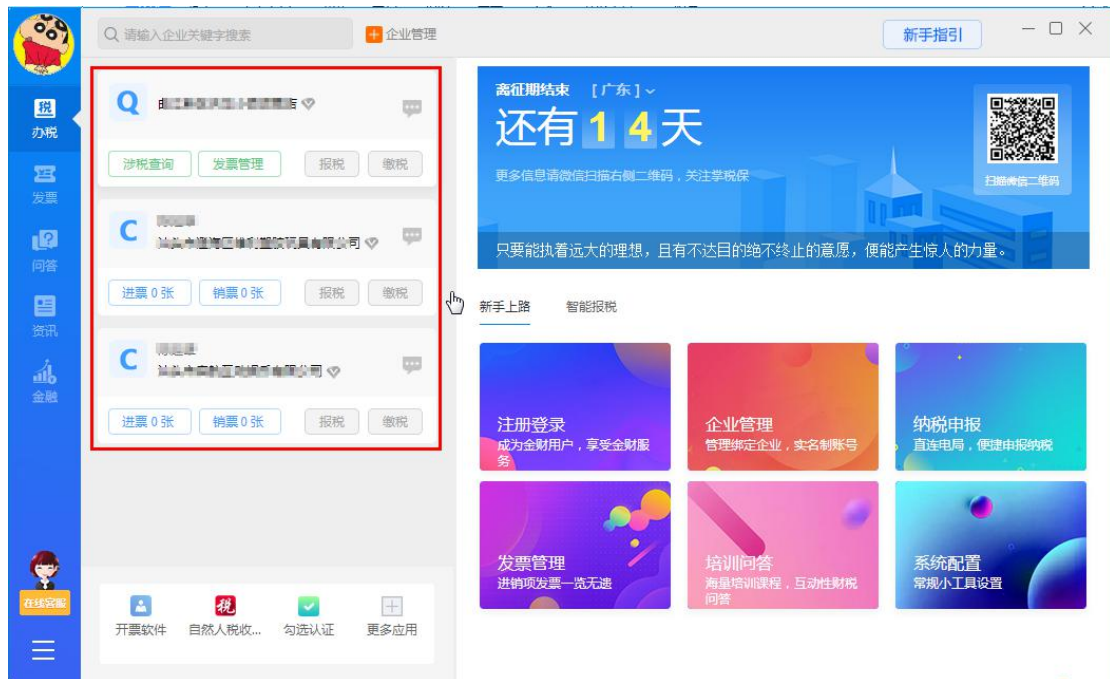 请输入企业关键字搜索
企业管理
新手指引
税
办税
发票
问答
资讯
金融
在线客服
Q
涉税查询
发票管理
报税
缴税
C
进票 0 张
销票 0 张
报税
缴税
C
进票 0 张
销票 0 张
报税
缴税
开票软件
税
自然人税收...
勾选认证
更多应用
离征期结束 [广东]
还有 1 4 天
更多信息请微信扫描右侧二维码，关注学税保
扫描微信二维码
只要能执着远大的理想，且有不达目的绝不终止的意愿，便能产生惊人的力量。
新手上路
智能报税
注册登录
成为金财用户，享受金财服
务
企业管理
管理绑定企业，实名制账号
纳税申报
直连电局，便捷申报纳税
发票管理
进销项发票一览无遗
培训问答
海量培训课程，互动性财税
问答
系统配置
常规小工具设置